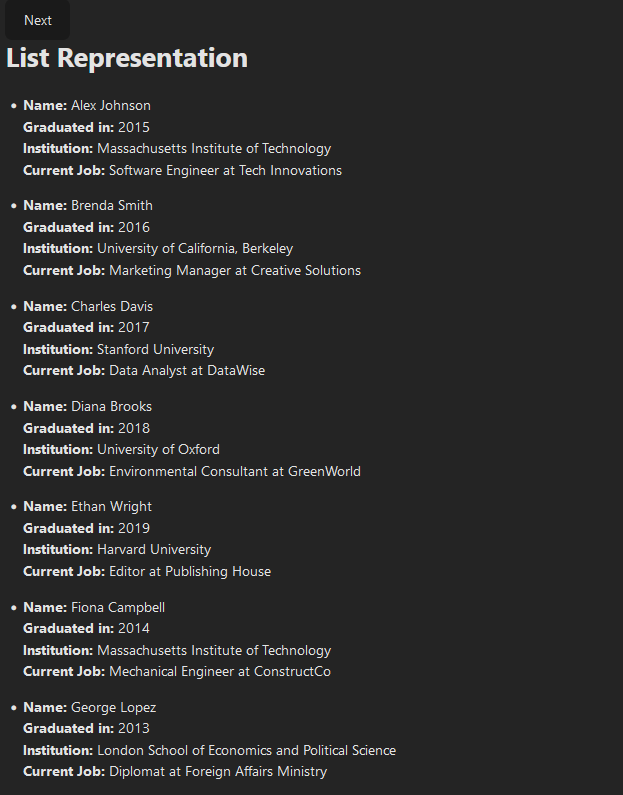 Next
List Representation
Name: Alex Johnson
Graduated in: 2015
Institution: Massachusetts Institute of Technology
Current Job: Software Engineer at Tech Innovations
Name: Brenda Smith
Graduated in: 2016
Institution: University of California, Berkeley
Current Job: Marketing Manager at Creative Solutions
Name: Charles Davis
Graduated in: 2017
Institution: Stanford University
Current Job: Data Analyst at DataWise
Name: Diana Brooks
Graduated in: 2018
Institution: University of Oxford
Current Job: Environmental Consultant at GreenWorld
Name: Ethan Wright
Graduated in: 2019
Institution: Harvard University
Current Job: Editor at Publishing House
Name: Fiona Campbell
Graduated in: 2014
Institution: Massachusetts Institute of Technology
Current Job: Mechanical Engineer at ConstructCo
Name: George Lopez
Graduated in: 2013
Institution: London School of Economics and Political Science
Current Job: Diplomat at Foreign Affairs Ministry